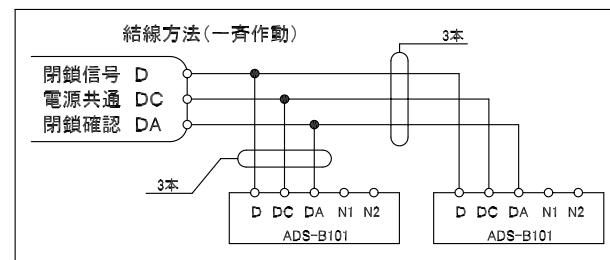 結線方法(一斉作動)
3本
閉鎖信号 D
電源共通 DC
閉鎖確認 DA
3本
D DC DA N1 N2
ADS-B101
D DC DA N1 N2
ADS-B101